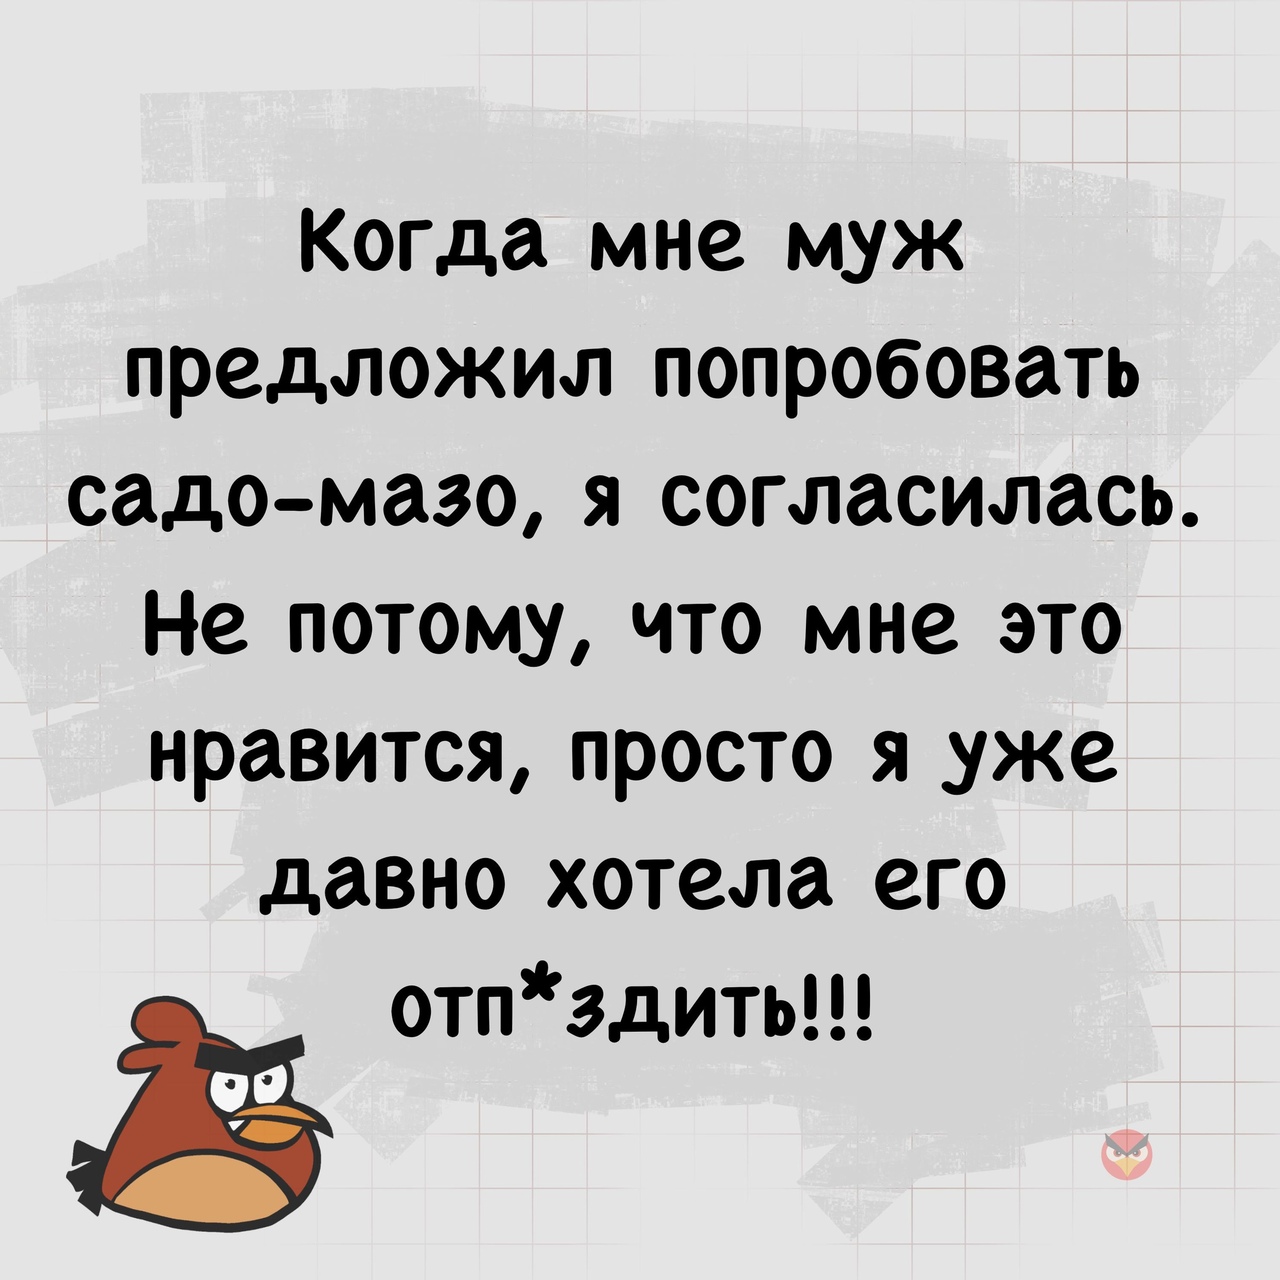 Когда мне муж
предложил попробовать
садо-мазо, я согласилась.
Не потому, что мне это
нравится, просто я уже
давно хотела его
отп*здить!!!